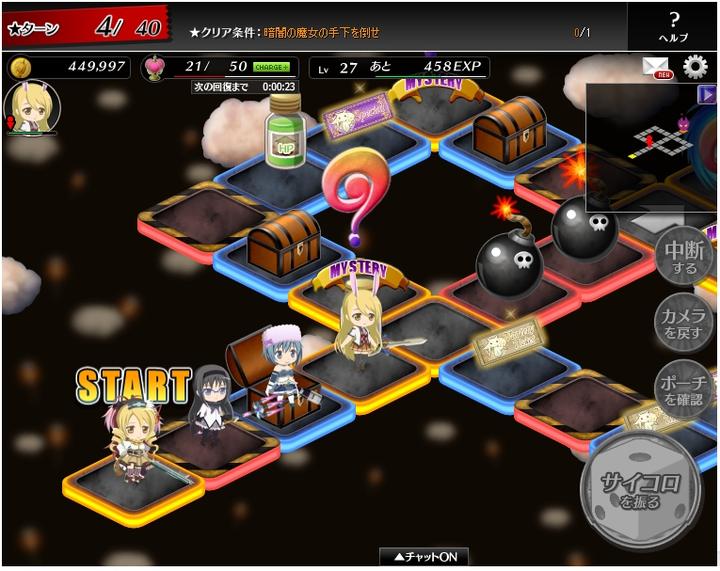 ★ターン 4/ 40
★クリア条件:暗闇の魔女の手下を倒せ 0/1
?
ヘルプ
449,997
21/ 50 CHARGE+
Lv 27 あと 458EXP
NEW
次の回復まで 0:00:23
MYSTERY
Special
HP
MYSTERY
START
中断
する
カメラ
を戻す
ポーチ
を確認
サイコロ
を振る
▲チャットON